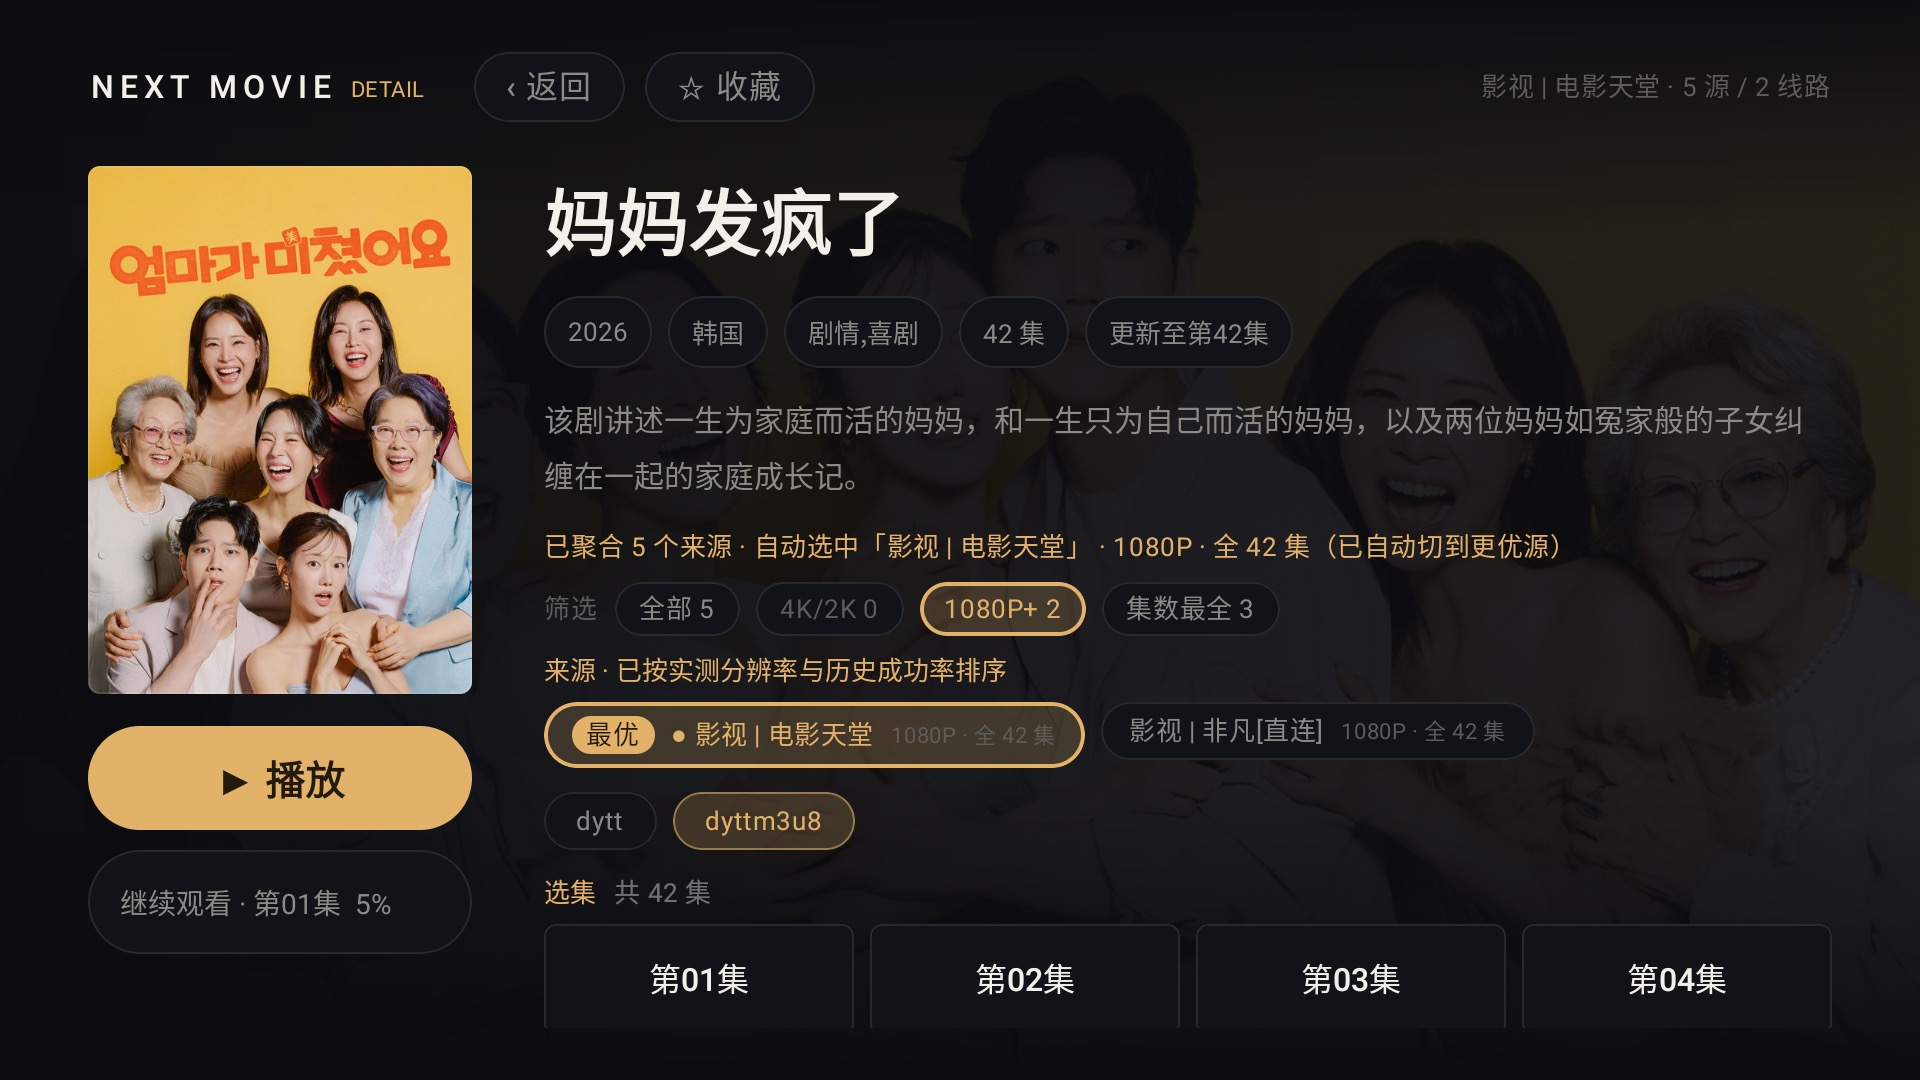 NEXT MOVIE DETAIL ‹ 返回 ☆ 收藏 影视 | 电影天堂 · 5 源 / 2 线路
엄마가 미쳤어요
美
妈妈发疯了
2026 韩国 剧情,喜剧 42 集 更新至第42集
该剧讲述一生为家庭而活的妈妈，和一生只为自己而活的妈妈，以及两位妈妈如冤家般的子女纠
缠在一起的家庭成长记。
已聚合 5 个来源 · 自动选中「影视 | 电影天堂」 · 1080P · 全 42 集（已自动切到更优源）
筛选 全部 5 4K/2K 0 1080P+ 2 集数最全 3
来源 · 已按实测分辨率与历史成功率排序
最优 ● 影视 | 电影天堂 1080P · 全 42 集 影视 | 非凡[直连] 1080P · 全 42 集
▶ 播放
dytt dyttm3u8
继续观看 · 第01集 5%
选集 共 42 集
第01集 第02集 第03集 第04集